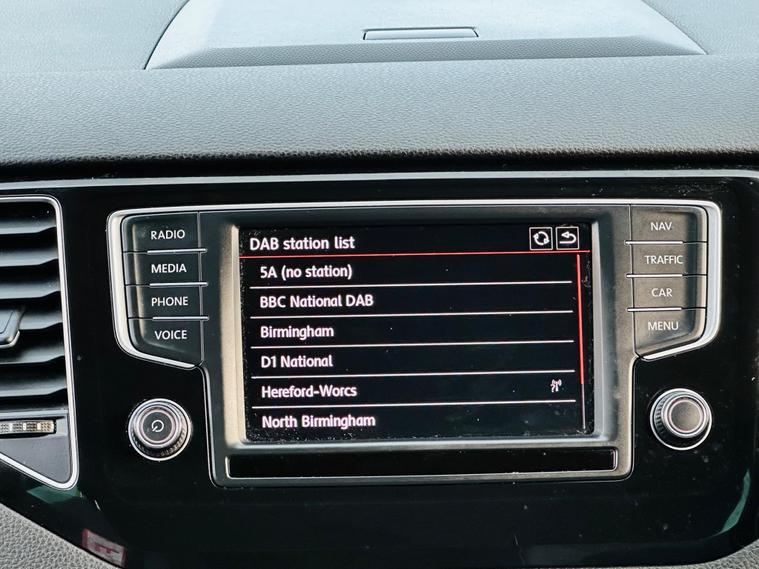 DAB station list
RADIO
MEDIA
PHONE
VOICE
5A (no station)
BBC National DAB
Birmingham
D1 National
Hereford-Worcs
North Birmingham
NAV
TRAFFIC
CAR
MENU